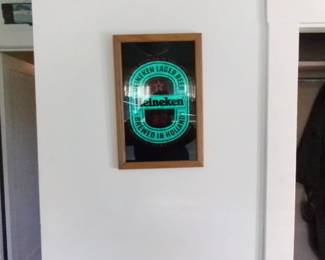 HEINEKEN LAGER BEER
Heineken
BREWED IN HOLLAND